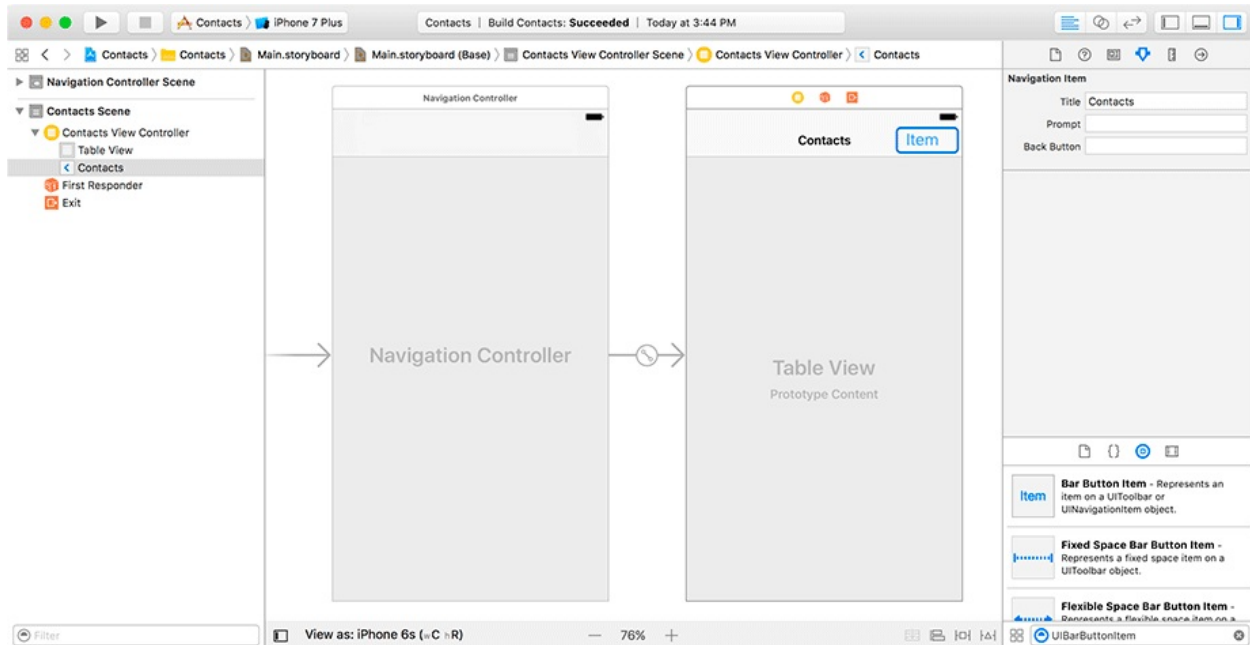 Contacts iPhone 7 Plus Contacts | Build Contacts: Succeeded | Today at 3:44 PM
Contacts Contacts Main.storyboard Main.storyboard (Base) Contacts View Controller Scene Contacts View Controller Contacts
Navigation Controller Scene
Contacts Scene
Contacts View Controller
Table View
Contacts
First Responder
Exit
Filter
Navigation Controller
Navigation Controller
Contacts Item
Table View
Prototype Content
View as: iPhone 6s (wC hR) 76%
Navigation Item
Title Contacts
Prompt
Back Button
Item
Bar Button Item - Represents an
item on a UIToolbar or
UINavigationItem object.
Fixed Space Bar Button Item -
Represents a fixed space item on a
UIToolbar object.
Flexible Space Bar Button Item -
Represents a flexible space item on a
UIBarButtonItem